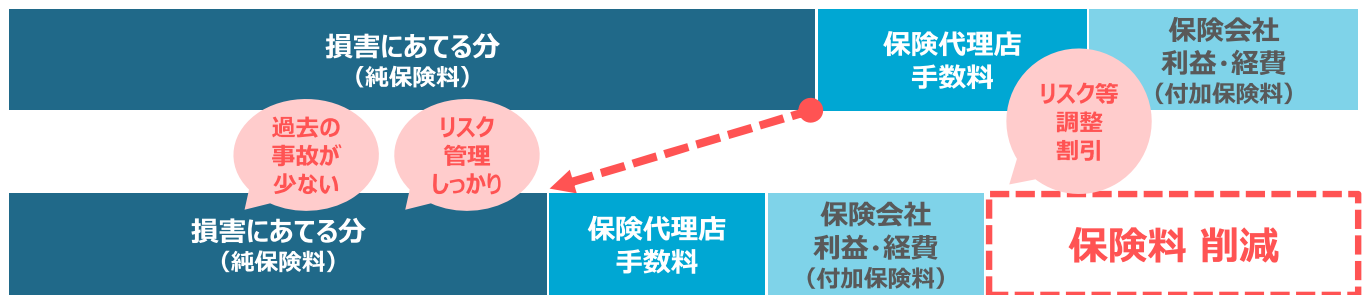 損害にあてる分
（純保険料）
保険代理店
手数料
保険会社
利益・経費
（付加保険料）
過去の
事故が
少ない
リスク
管理
しっかり
リスク等
調整
割引
損害にあてる分
（純保険料）
保険代理店
手数料
保険会社
利益・経費
（付加保険料）
保険料 削減